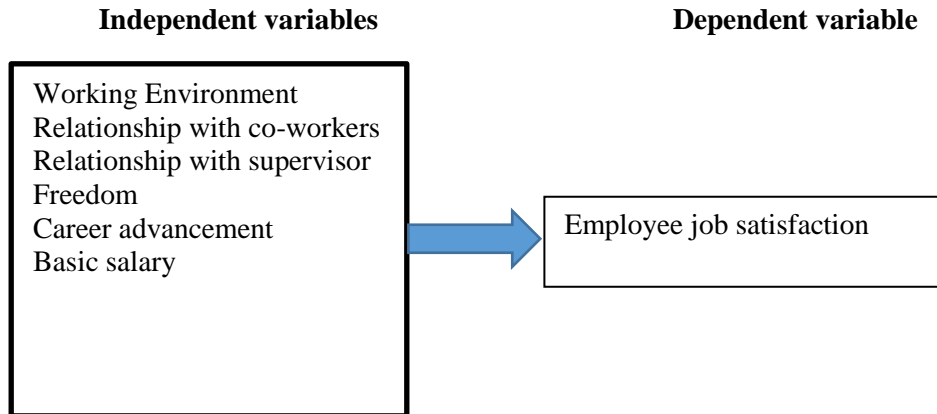 Independent variables
Dependent variable
Working Environment
Relationship with co-workers
Relationship with supervisor
Freedom
Career advancement
Basic salary
Employee job satisfaction